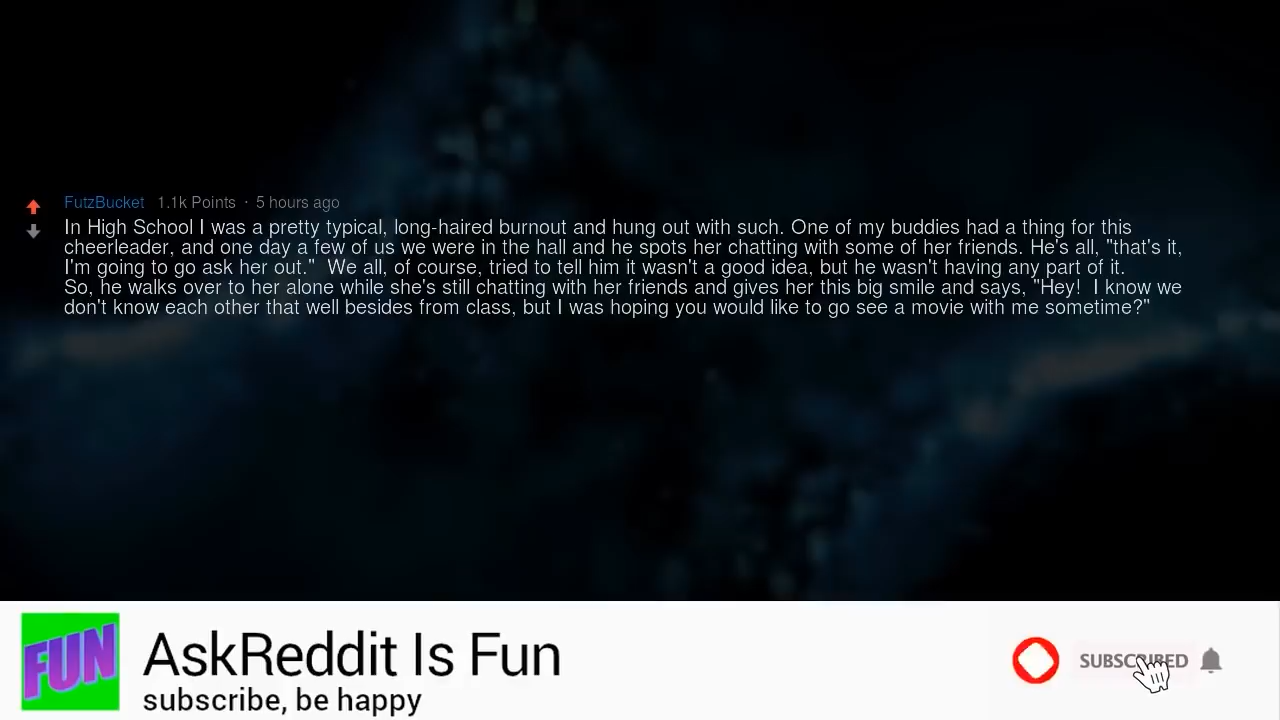 FutzBucket 1.1k Points · 5 hours ago
In High School I was a pretty typical, long-haired burnout and hung out with such. One of my buddies had a thing for this
cheerleader, and one day a few of us we were in the hall and he spots her chatting with some of her friends. He's all, "that's it,
I'm going to go ask her out."  We all, of course, tried to tell him it wasn't a good idea, but he wasn't having any part of it.
So, he walks over to her alone while she's still chatting with her friends and gives her this big smile and says, "Hey!  I know we
don't know each other that well besides from class, but I was hoping you would like to go see a movie with me sometime?"
FUN
AskReddit Is Fun
subscribe, be happy
SUBSCRIBED